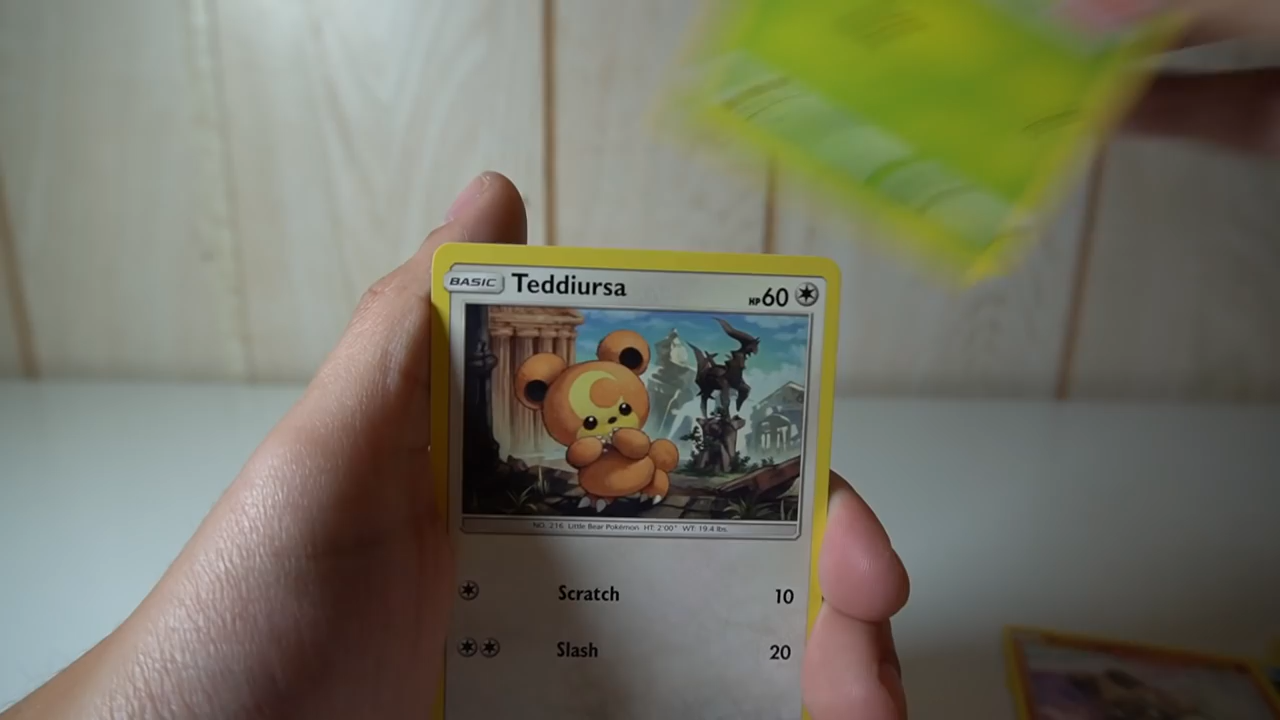 BASIC Teddiursa HP60
NO. 216 Little Bear Pokémon HT: 2'00" WT: 19.4 lbs.
Scratch 10
Slash 20